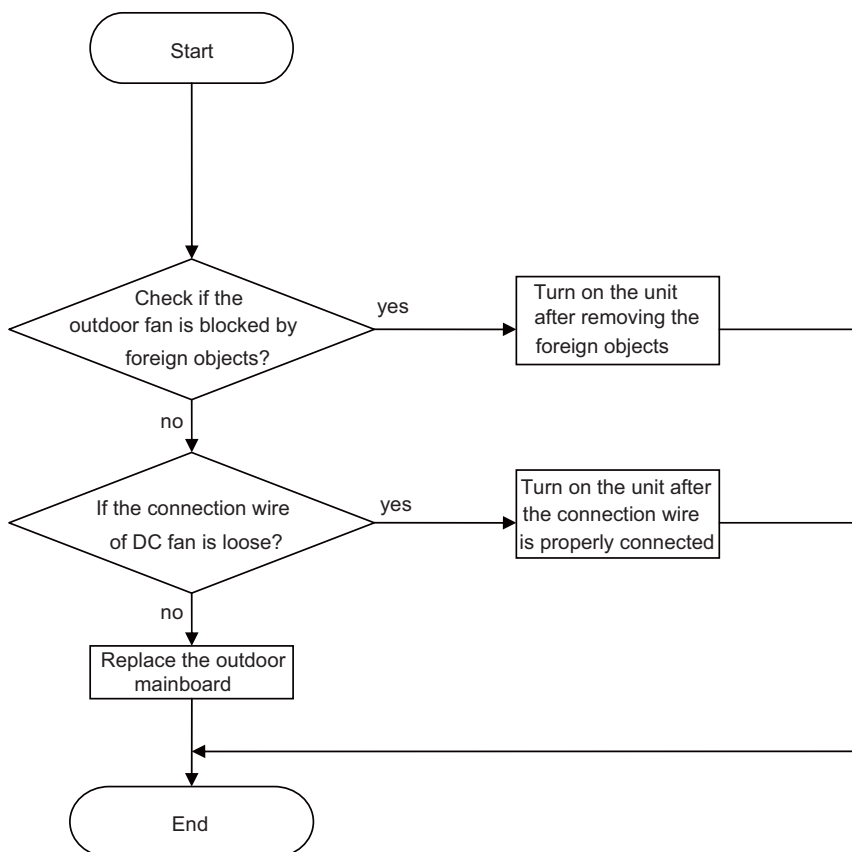 Start
Check if the
outdoor fan is blocked by
foreign objects?
yes
Turn on the unit
after removing the
foreign objects
no
If the connection wire
of DC fan is loose?
yes
Turn on the unit after
the connection wire
is properly connected
no
Replace the outdoor
mainboard
End